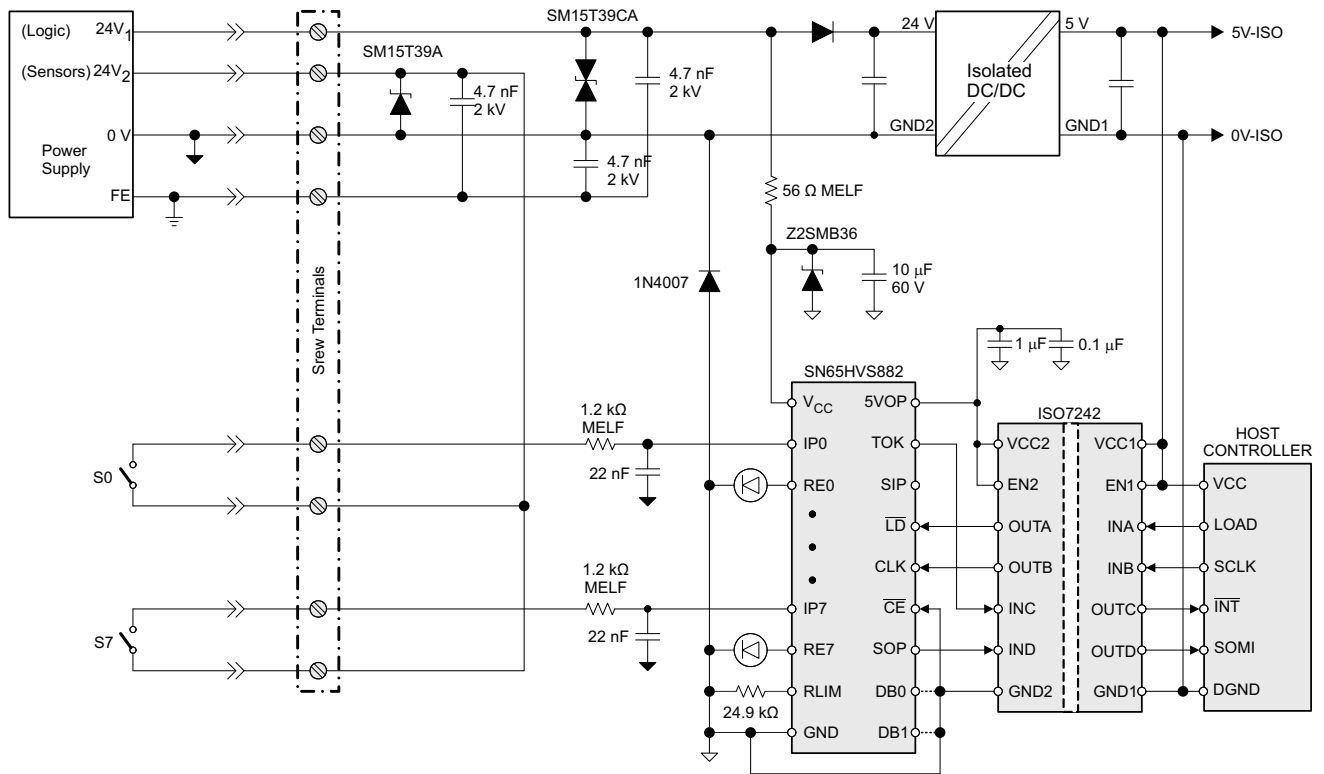 SM15T39CA
(Logic) 24V1
24 V
5 V
5V-ISO
SM15T39A
(Sensors) 24V2
4.7 nF
2 kV
4.7 nF
2 kV
Isolated
DC/DC
0 V
GND2
GND1
0V-ISO
Power
Supply
4.7 nF
2 kV
FE
56 Ω MELF
Z2SMB36
1N4007
10 μF
60 V
Srew Terminals
1 μF
0.1 μF
SN65HVS882
ISO7242
HOST
CONTROLLER
1.2 kΩ
MELF
22 nF
S0
1.2 kΩ
MELF
22 nF
S7
24.9 kΩ
VCC
5VOP
IP0
TOK
RE0
SIP
LD
CLK
IP7
CE
RE7
SOP
RLIM
DB0
GND
DB1
VCC2
VCC1
EN2
EN1
OUTA
INA
OUTB
INB
INC
OUTC
IND
OUTD
GND2
GND1
VCC
LOAD
SCLK
INT
SOMI
DGND